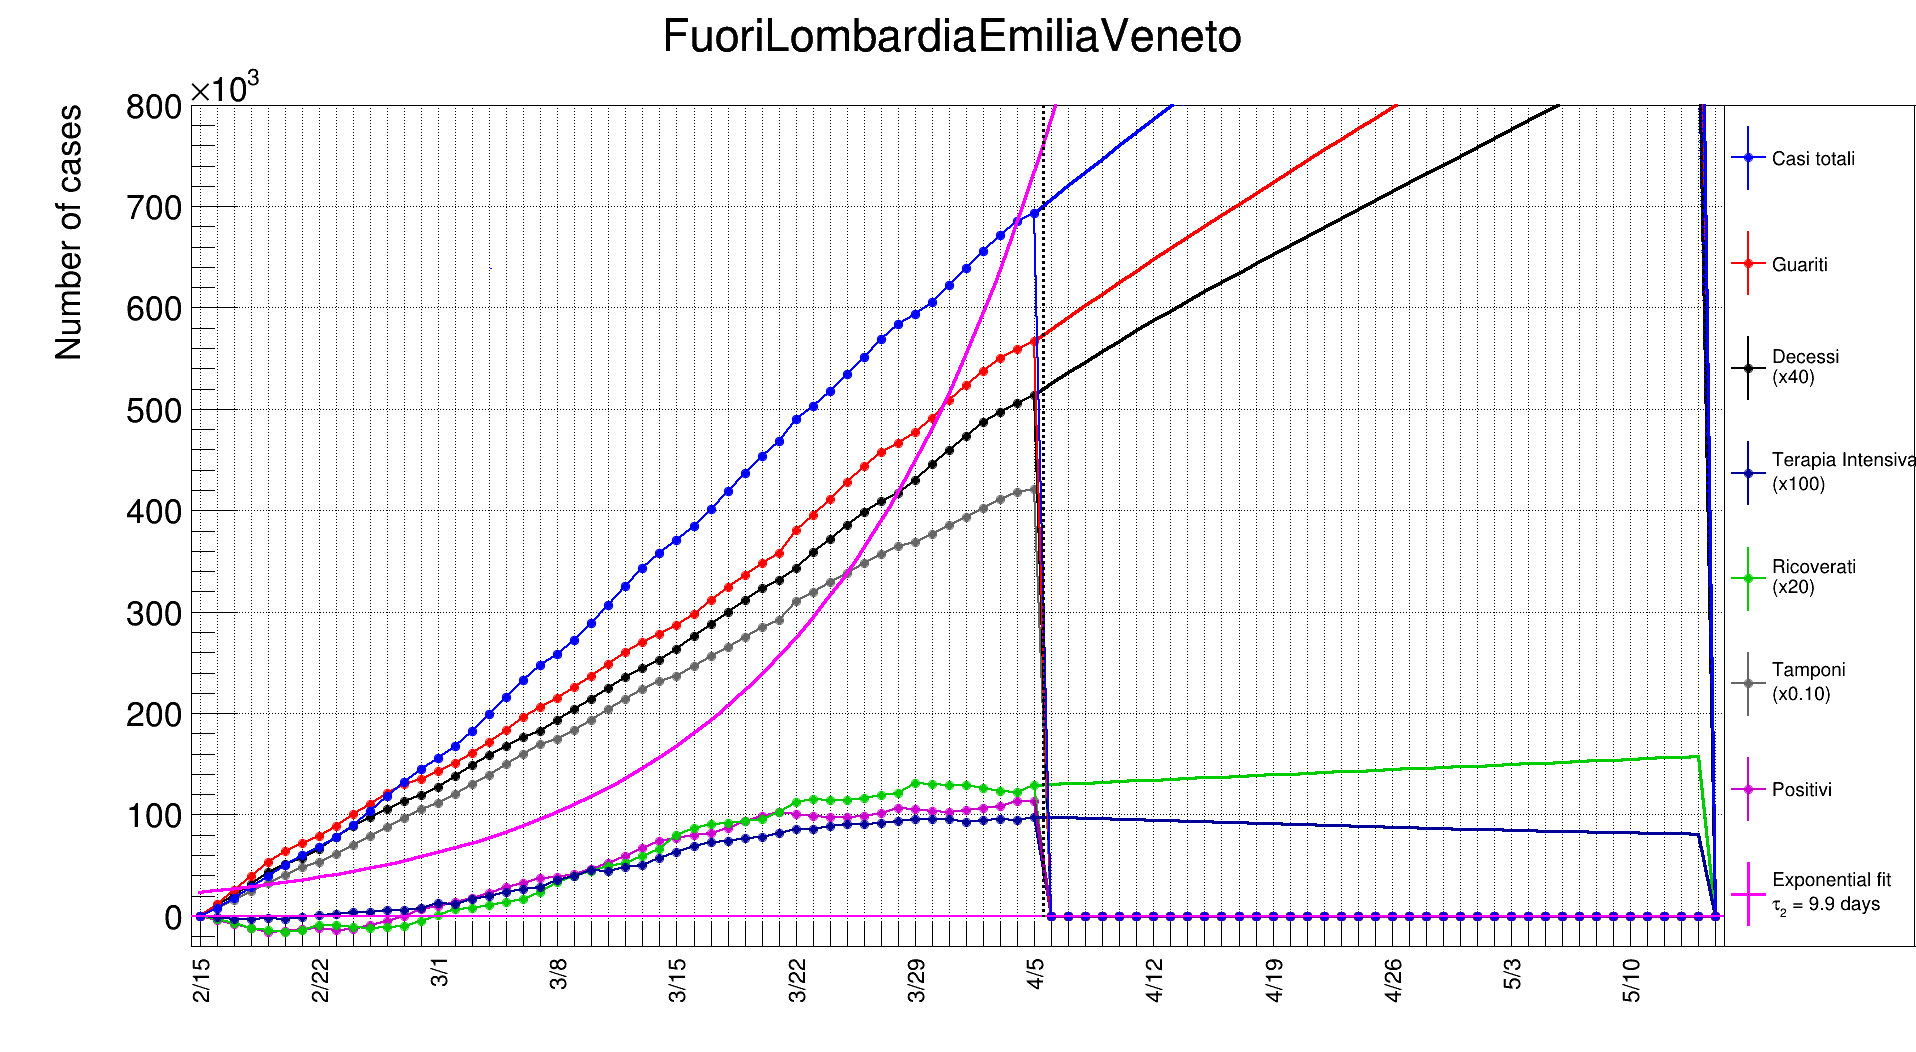 FuoriLombardiaEmiliaVeneto
×10³
Number of cases
800
700
600
500
400
300
200
100
0
2/15
2/22
3/1
3/8
3/15
3/22
3/29
4/5
4/12
4/19
4/26
5/3
5/10
Casi totali
Guariti
Decessi
(x40)
Terapia Intensiva
(x100)
Ricoverati
(x20)
Tamponi
(x0.10)
Positivi
Exponential fit
τ₂ = 9.9 days